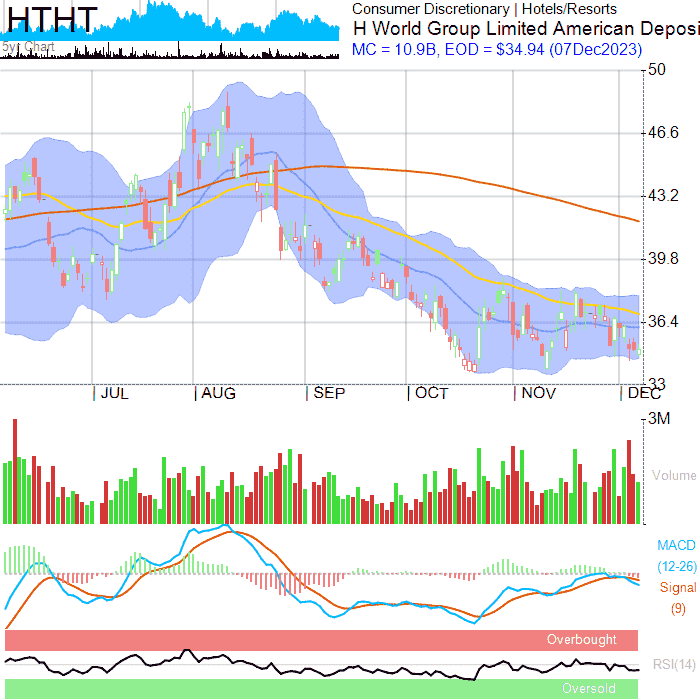 HTHT
5yr Chart
Consumer Discretionary | Hotels/Resorts
H World Group Limited American Deposi
MC = 10.9B, EOD = $34.94 (07Dec2023)
50
46.6
43.2
39.8
36.4
33
JUL AUG SEP OCT NOV DEC
3M
Volume
MACD
(12-26)
Signal
(9)
Overbought
RSI(14)
Oversold